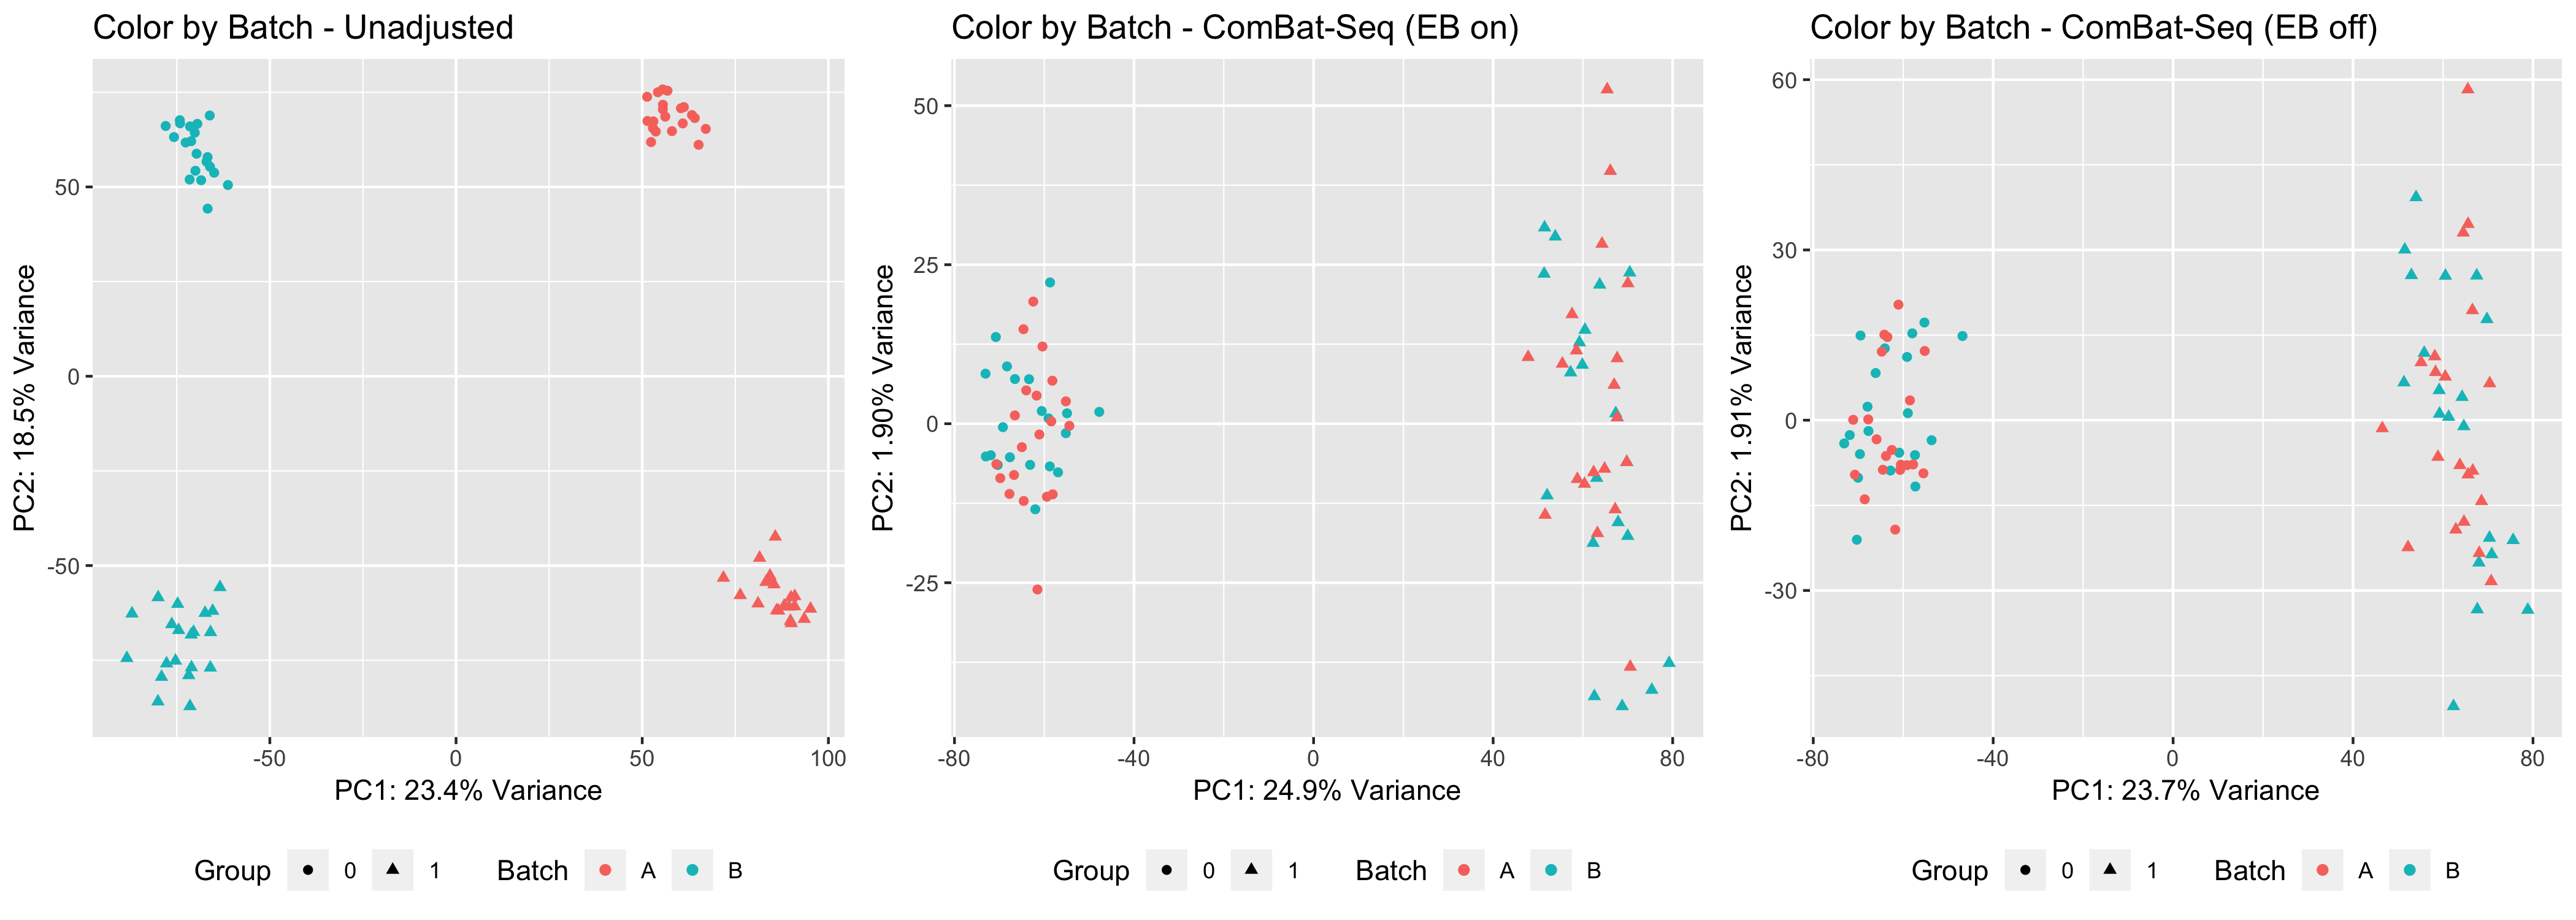 Color by Batch - Unadjusted
PC2: 18.5% Variance
50
0
-50
-50
0
50
100
PC1: 23.4% Variance
Group 0 1 Batch A B
Color by Batch - ComBat-Seq (EB on)
PC2: 1.90% Variance
50
25
0
-25
-80
-40
0
40
80
PC1: 24.9% Variance
Group 0 1 Batch A B
Color by Batch - ComBat-Seq (EB off)
PC2: 1.91% Variance
60
30
0
-30
-80
-40
0
40
80
PC1: 23.7% Variance
Group 0 1 Batch A B